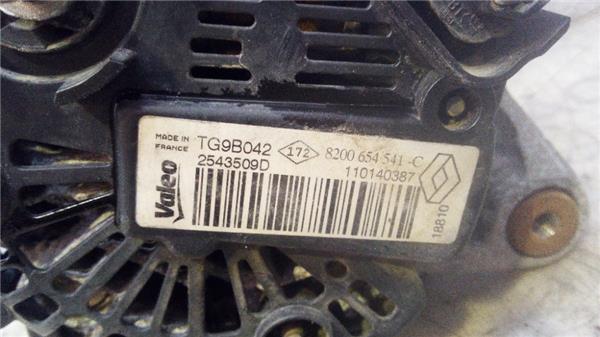 MADE IN
FRANCE
TG9B042
172
8200 654 541 -C
2543509D
110140387
Valeo
18810